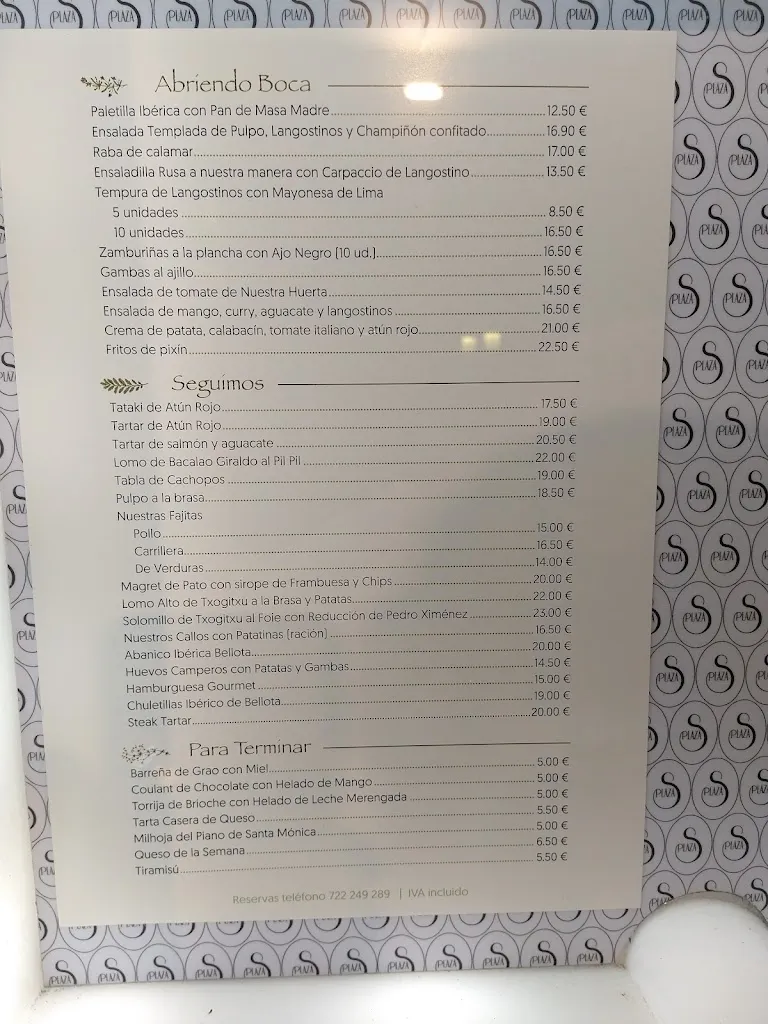 Abriendo Boca
Paletilla Ibérica con Pan de Masa Madre 12.50 €
Ensalada Templada de Pulpo, Langostinos y Champiñón confitado 16.90 €
Raba de calamar 17.00 €
Ensaladilla Rusa a nuestra manera con Carpaccio de Langostino 13.50 €
Tempura de Langostinos con Mayonesa de Lima
5 unidades 8.50 €
10 unidades 16.50 €
Zamburiñas a la plancha con Ajo Negro (10 ud.) 16.50 €
Gambas al ajillo 16.50 €
Ensalada de tomate de Nuestra Huerta 14.50 €
Ensalada de mango, curry, aguacate y langostinos 16.50 €
Crema de patata, calabacín, tomate italiano y atún rojo 21.00 €
Fritos de pixín 22.50 €
Seguimos
Tataki de Atún Rojo 17.50 €
Tartar de Atún Rojo 19.00 €
Tartar de salmón y aguacate 20.50 €
Lomo de Bacalao Giraldo al Pil Pil 22.00 €
Tabla de Cachopos 19.00 €
Pulpo a la brasa 18.50 €
Nuestras Fajitas
Pollo 15.00 €
Carrillera 16.50 €
De Verduras 14.00 €
Magret de Pato con sirope de Frambuesa y Chips 20.00 €
Lomo Alto de Txogitxu a la Brasa y Patatas 22.00 €
Solomillo de Txogitxu al Foie con Reducción de Pedro Ximénez 23.00 €
Nuestros Callos con Patatinas (ración) 16.50 €
Abanico Ibérica Bellota 20.00 €
Huevos Camperos con Patatas y Gambas 14.50 €
Hamburguesa Gourmet 15.00 €
Chuletillas Ibérico de Bellota 19.00 €
Steak Tartar 20.00 €
Para Terminar
Barreña de Grao con Miel 5.00 €
Coulant de Chocolate con Helado de Mango 5.00 €
Torrija de Brioche con Helado de Leche Merengada 5.00 €
Tarta Casera de Queso 5.50 €
Milhoja del Piano de Santa Mónica 5.00 €
Queso de la Semana 6.50 €
Tiramisú 5.50 €
Reservas teléfono 722 249 289 | IVA incluido
S PLAZA